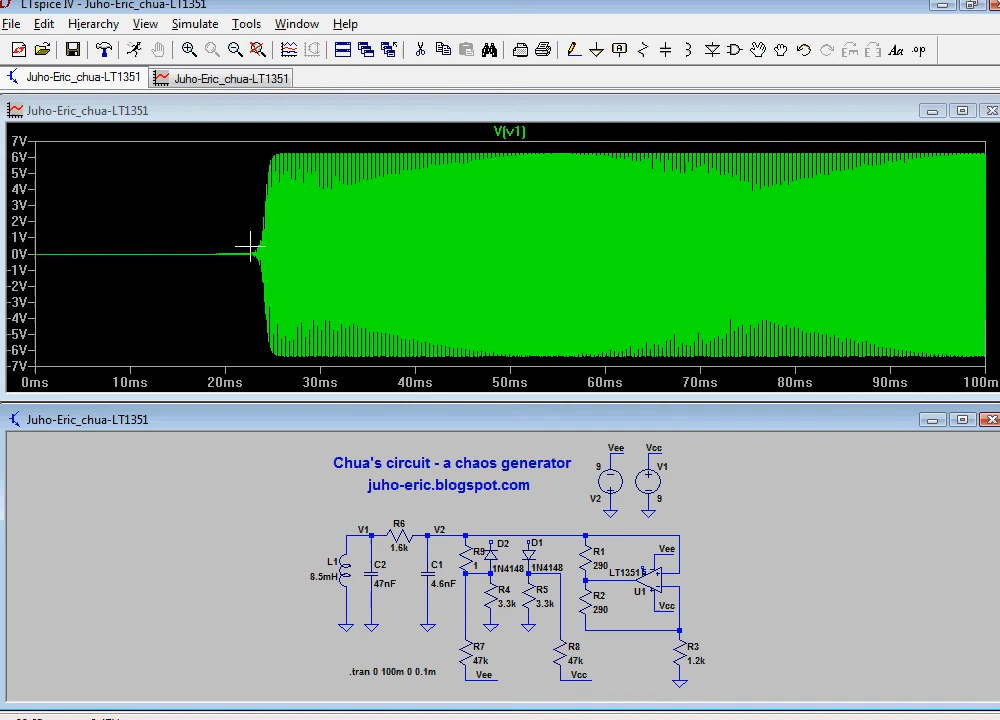 LTspice IV - Juho-Eric_chua-LT1351
File Edit Hierarchy View Simulate Tools Window Help
Aa .op
Juho-Eric_chua-LT1351 Juho-Eric_chua-LT1351
Juho-Eric_chua-LT1351
V(v1)
7V
6V
5V
4V
3V
2V
1V
0V
-1V
-2V
-3V
-4V
-5V
-6V
-7V
0ms 10ms 20ms 30ms 40ms 50ms 60ms 70ms 80ms 90ms 100m
Juho-Eric_chua-LT1351
Chua's circuit - a chaos generator
juho-eric.blogspot.com
Vee Vcc
9 V1
V2 9
V1 R6 V2
1.6k
L1 8.5mH
C2 47nF
C1 4.6nF
R9 1
D2 1N4148
D1 1N4148
R4 3.3k
R5 3.3k
R1 290
R2 290
LT1351
U1
Vee
Vcc
R7 47k
Vee
R8 47k
Vcc
R3 1.2k
.tran 0 100m 0 0.1m